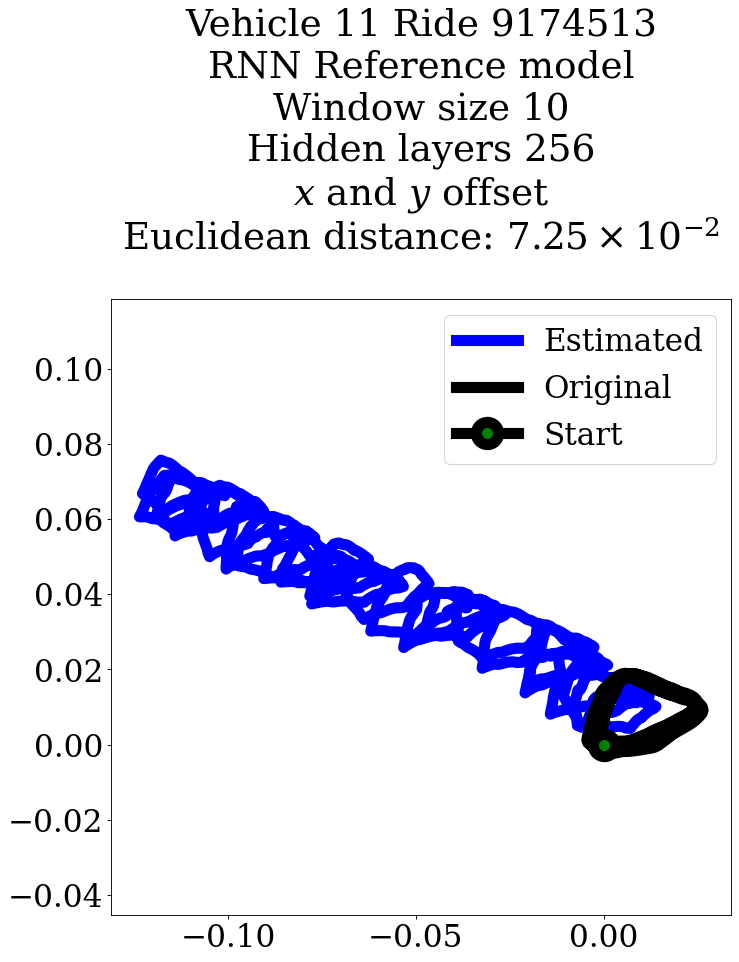 Vehicle 11 Ride 9174513
RNN Reference model
Window size 10
Hidden layers 256
x and y offset
Euclidean distance: 7.25 × 10⁻²
Estimated
Original
Start
0.10
0.08
0.06
0.04
0.02
0.00
−0.02
−0.04
−0.10 −0.05 0.00